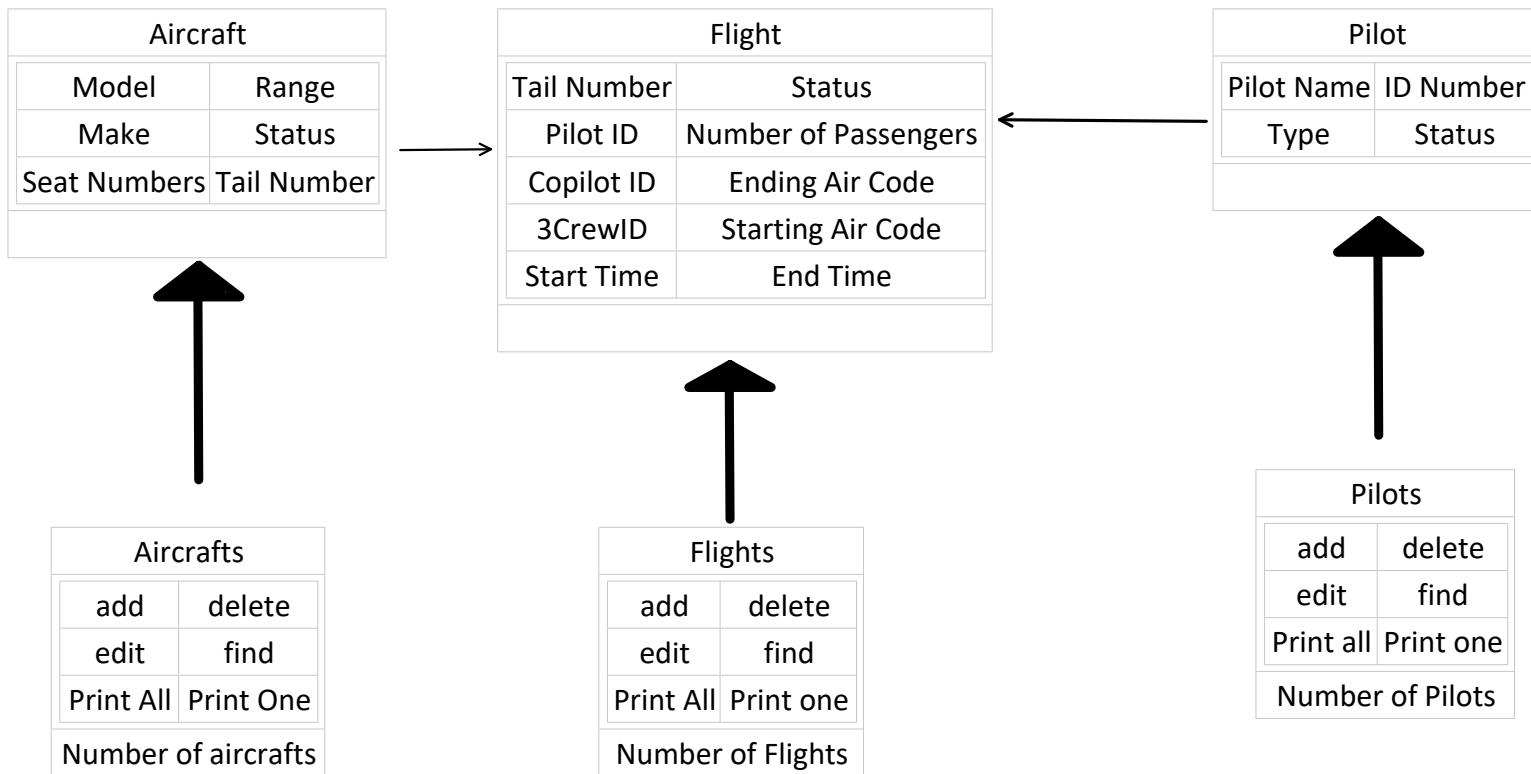 Aircraft
Model Range
Make Status
Seat Numbers Tail Number
Flight
Tail Number Status
Pilot ID Number of Passengers
Copilot ID Ending Air Code
3CrewID Starting Air Code
Start Time End Time
Pilot
Pilot Name ID Number
Type Status
Aircrafts
add delete
edit find
Print All Print One
Number of aircrafts
Flights
add delete
edit find
Print All Print one
Number of Flights
Pilots
add delete
edit find
Print all Print one
Number of Pilots